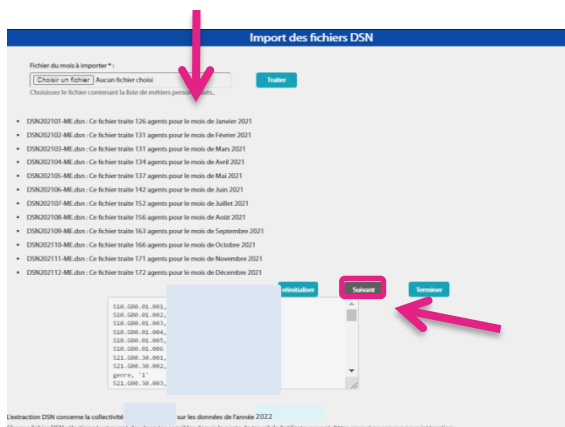 Import des fichiers DSN
Fichier du mois à importer * :
Choisir un fichier Aucun fichier choisi
Traiter
Choisissez le fichier contenant la liste de métiers
• DSN202101-ME.dsn : Ce fichier traite 126 agents pour le mois de Janvier 2021
• DSN202102-ME.dsn : Ce fichier traite 131 agents pour le mois de Février 2021
• DSN202103-ME.dsn : Ce fichier traite 131 agents pour le mois de Mars 2021
• DSN202104-ME.dsn : Ce fichier traite 134 agents pour le mois de Avril 2021
• DSN202105-ME.dsn : Ce fichier traite 137 agents pour le mois de Mai 2021
• DSN202106-ME.dsn : Ce fichier traite 142 agents pour le mois de Juin 2021
• DSN202107-ME.dsn : Ce fichier traite 152 agents pour le mois de Juillet 2021
• DSN202108-ME.dsn : Ce fichier traite 156 agents pour le mois de Août 2021
• DSN202109-ME.dsn : Ce fichier traite 163 agents pour le mois de Septembre 2021
• DSN202110-ME.dsn : Ce fichier traite 166 agents pour le mois de Octobre 2021
• DSN202111-ME.dsn : Ce fichier traite 171 agents pour le mois de Novembre 2021
• DSN202112-ME.dsn : Ce fichier traite 172 agents pour le mois de Décembre 2021
Suivant
Terminer
S10.G00.01.001,
S10.G00.01.002,
S10.G00.01.003,
S10.G00.01.004,
S10.G00.01.005,
S10.G00.01.006
S21.G00.30.001,
S21.G00.30.002,
genre, '1'
S21.G00.30.003,
L'extraction DSN concerne la collectivité sur les données de l'année 2022